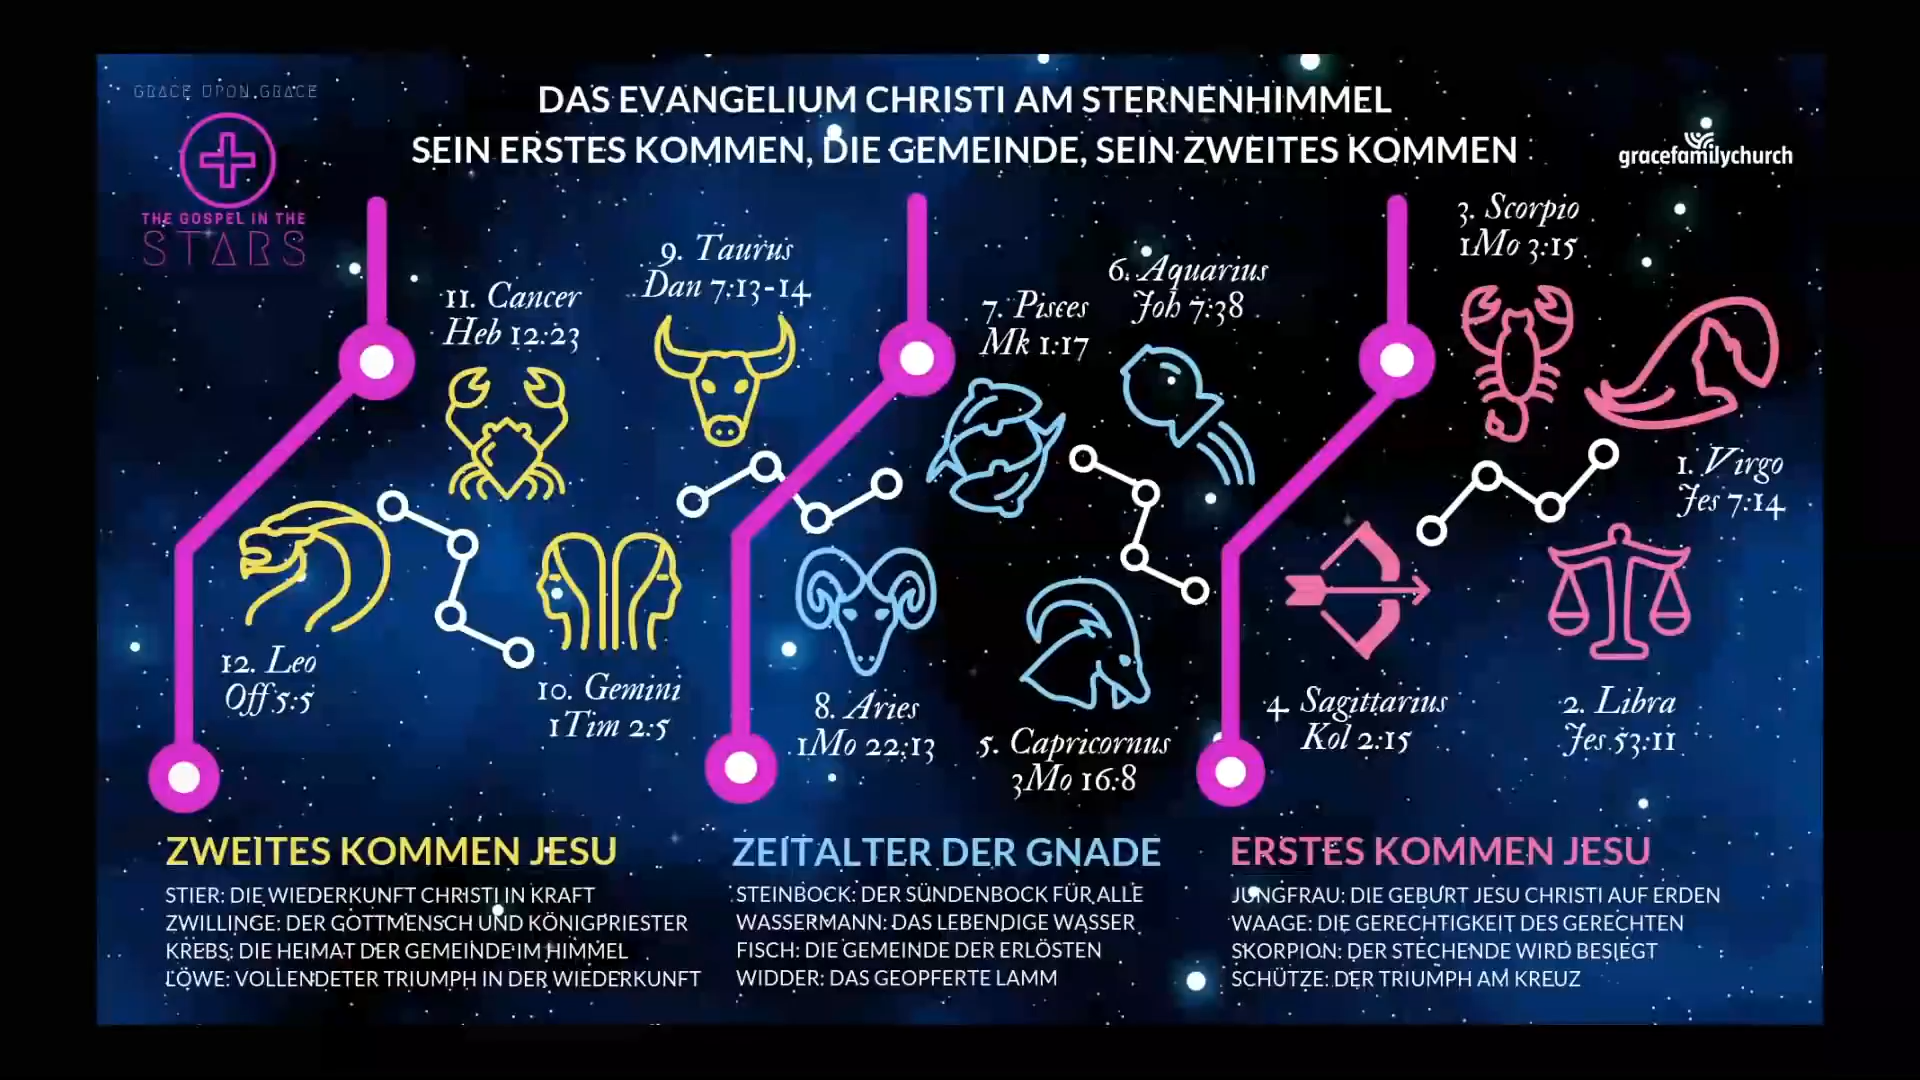 GRACE UPON GRACE
THE GOSPEL IN THE
STARS
DAS EVANGELIUM CHRISTI AM STERNENHIMMEL
SEIN ERSTES KOMMEN, DIE GEMEINDE, SEIN ZWEITES KOMMEN
gracefamilychurch
11. Cancer
Heb 12:23
9. Taurus
Dan 7:13-14
7. Pisces
Mk 1:17
6. Aquarius
Joh 7:38
3. Scorpio
1Mo 3:15
1. Virgo
Jes 7:14
12. Leo
Off 5:5
10. Gemini
1Tim 2:5
8. Aries
1Mo 22:13
5. Capricornus
3Mo 16:8
4. Sagittarius
Kol 2:15
2. Libra
Jes 53:11
ZWEITES KOMMEN JESU
STIER: DIE WIEDERKUNFT CHRISTI IN KRAFT
ZWILLINGE: DER GOTTMENSCH UND KÖNIGPRIESTER
KREBS: DIE HEIMAT DER GEMEINDE IM HIMMEL
LÖWE: VOLLENDETER TRIUMPH IN DER WIEDERKUNFT
ZEITALTER DER GNADE
STEINBOCK: DER SÜNDENBOCK FÜR ALLE
WASSERMANN: DAS LEBENDIGE WASSER
FISCH: DIE GEMEINDE DER ERLÖSTEN
WIDDER: DAS GEOPFERTE LAMM
ERSTES KOMMEN JESU
JUNGFRAU: DIE GEBURT JESU CHRISTI AUF ERDEN
WAAGE: DIE GERECHTIGKEIT DES GERECHTEN
SKORPION: DER STECHENDE WIRD BESIEGT
SCHÜTZE: DER TRIUMPH AM KREUZ